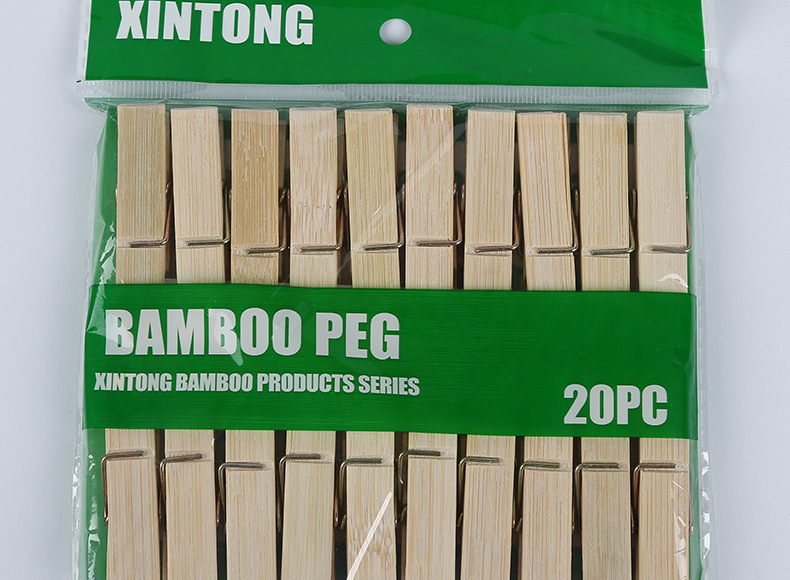 XINTONG
BAMBOO PEG
XINTONG BAMBOO PRODUCTS SERIES
20PC